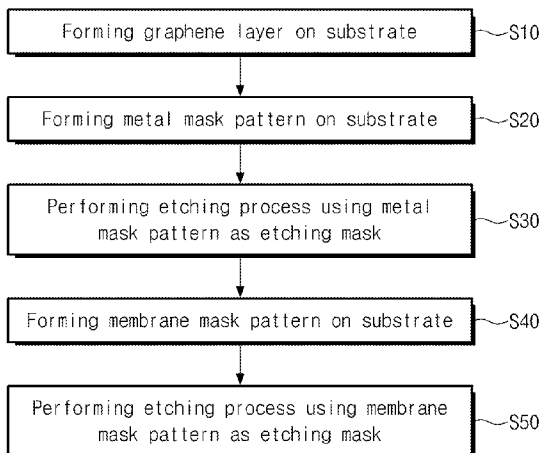 Forming graphene layer on substrate
S10
Forming metal mask pattern on substrate
S20
Performing etching process using metal
mask pattern as etching mask
S30
Forming membrane mask pattern on substrate
S40
Performing etching process using membrane
mask pattern as etching mask
S50